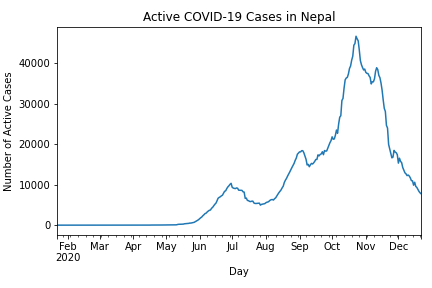 Active COVID-19 Cases in Nepal
Number of Active Cases
40000
30000
20000
10000
0
Feb Mar Apr May Jun Jul Aug Sep Oct Nov Dec
2020
Day